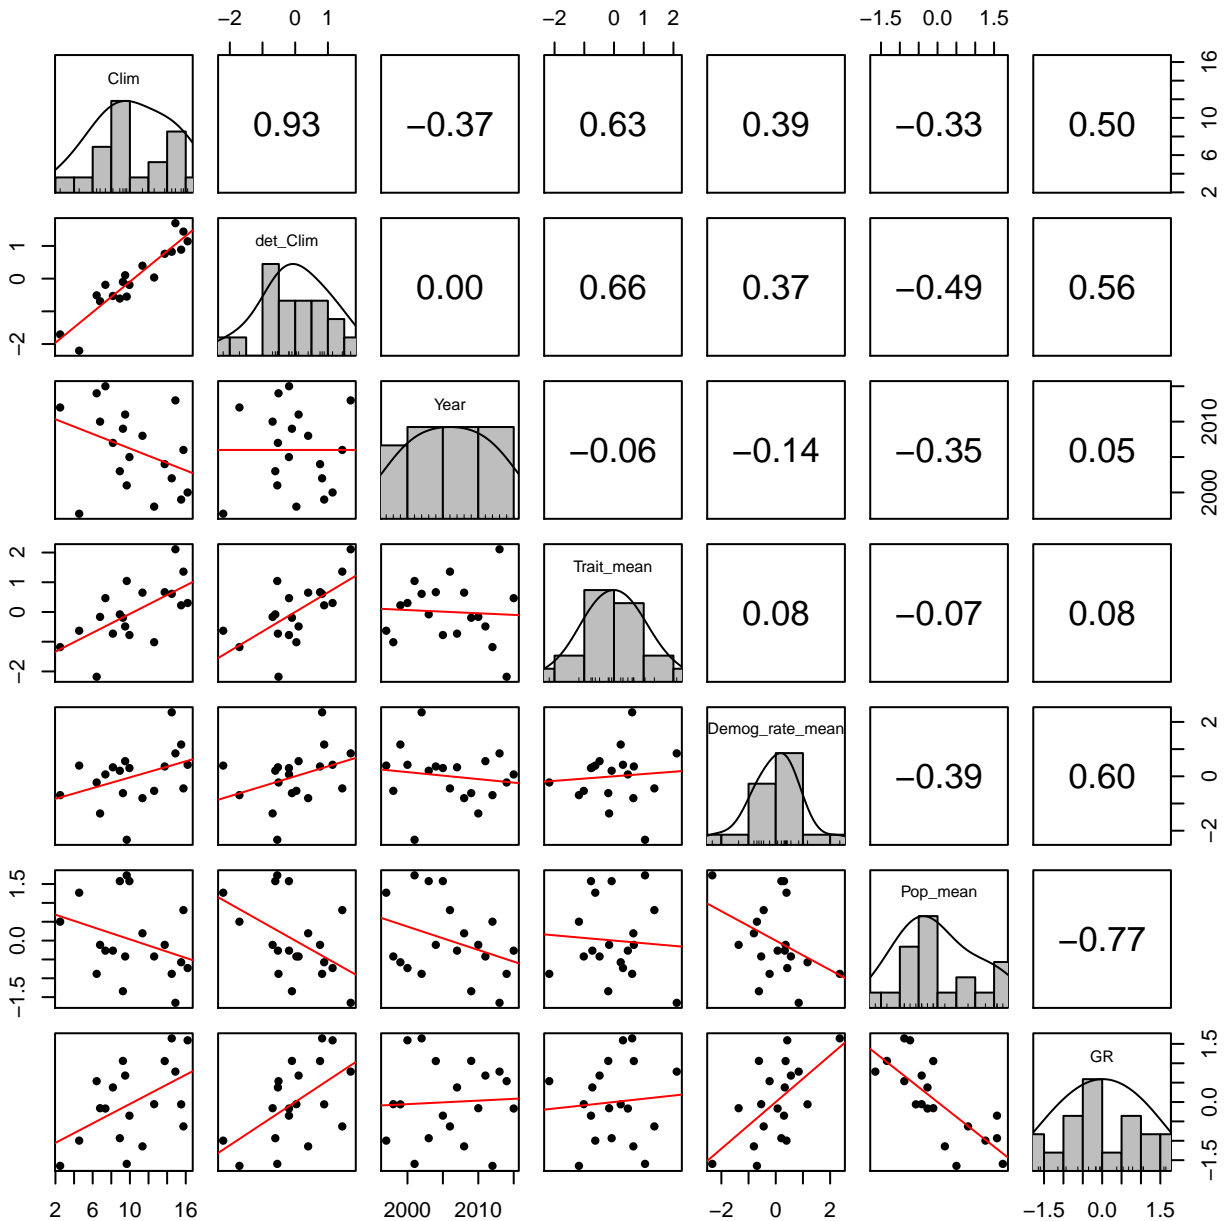 −2 0 1 −2 0 1 2 −1.5 0.0 1.5
Clim 0.93 −0.37 0.63 0.39 −0.33 0.50 2 6 10 16
−2 0 1 det_Clim 0.00 0.66 0.37 −0.49 0.56
Year −0.06 −0.14 −0.35 0.05 2000 2010
−2 0 1 2 Trait_mean 0.08 −0.07 0.08
Demog_rate_mean −0.39 0.60 −2 0 2
−1.5 0.0 1.5 Pop_mean −0.77
GR −1.5 0.0 1.5
2 6 10 16 2000 2010 −2 0 2 −1.5 0.0 1.5